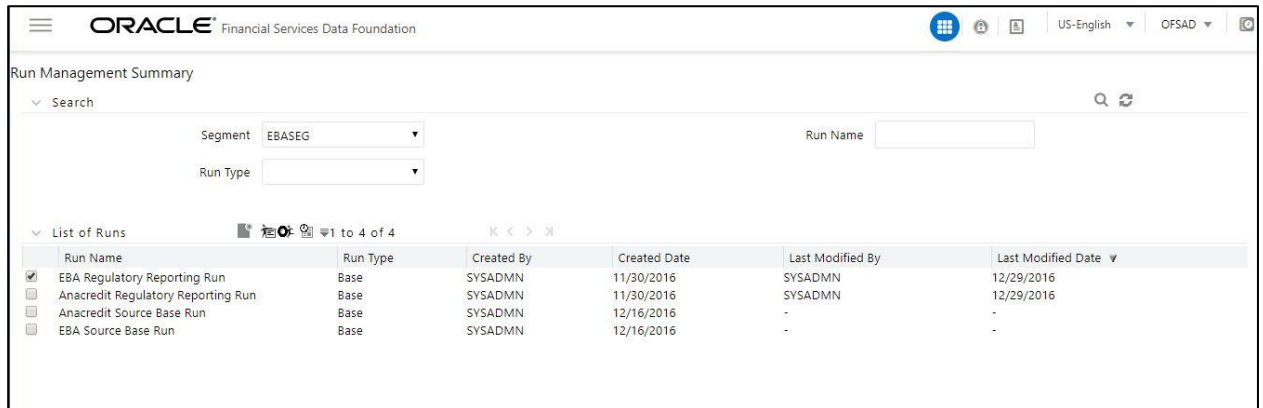 ORACLE® Financial Services Data Foundation US-English OFSAD
Run Management Summary
Search
Segment EBASEG Run Name
Run Type
List of Runs 1 to 4 of 4
Run Name Run Type Created By Created Date Last Modified By Last Modified Date
EBA Regulatory Reporting Run Base SYSADMN 11/30/2016 SYSADMN 12/29/2016
Anacredit Regulatory Reporting Run Base SYSADMN 11/30/2016 SYSADMN 12/29/2016
Anacredit Source Base Run Base SYSADMN 12/16/2016 - -
EBA Source Base Run Base SYSADMN 12/16/2016 - -